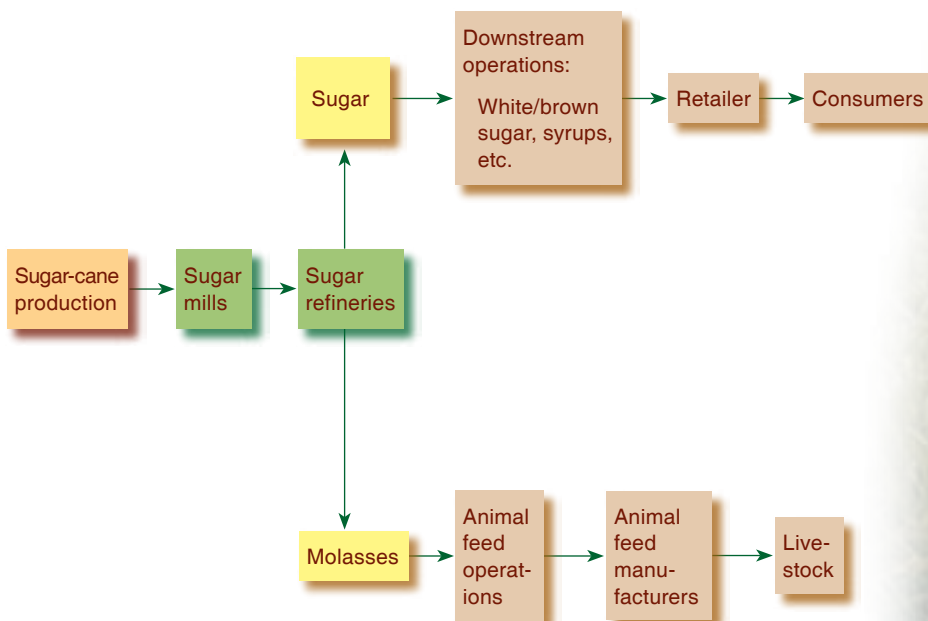 Sugar
Downstream
operations:
White/brown
sugar, syrups,
etc.
Retailer
Consumers
Sugar-cane
production
Sugar
mills
Sugar
refineries
Molasses
Animal
feed
operat-
ions
Animal
feed
manu-
facturers
Live-
stock